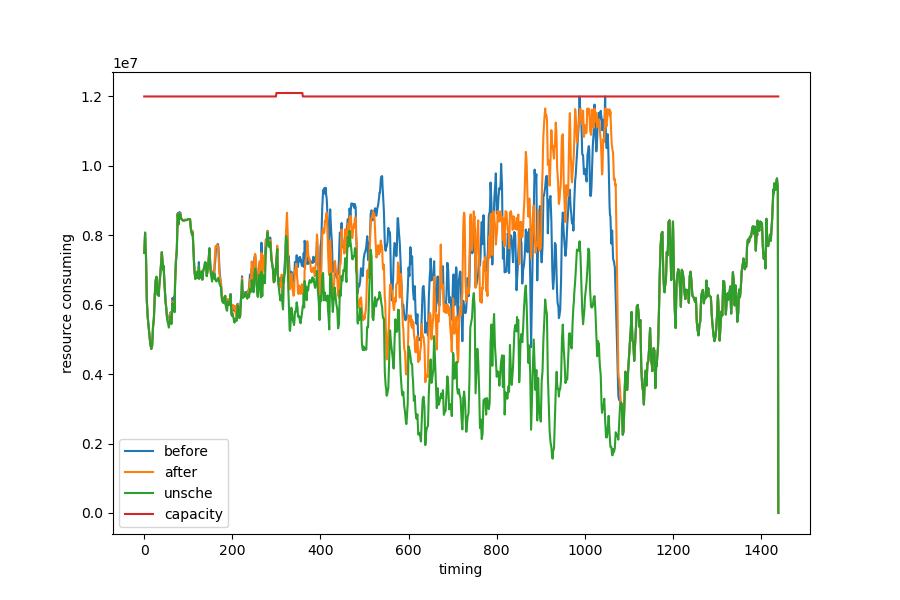 1e7
1.2
1.0
0.8
0.6
0.4
0.2
0.0
resource consuming
before
after
unsche
capacity
0 200 400 600 800 1000 1200 1400
timing